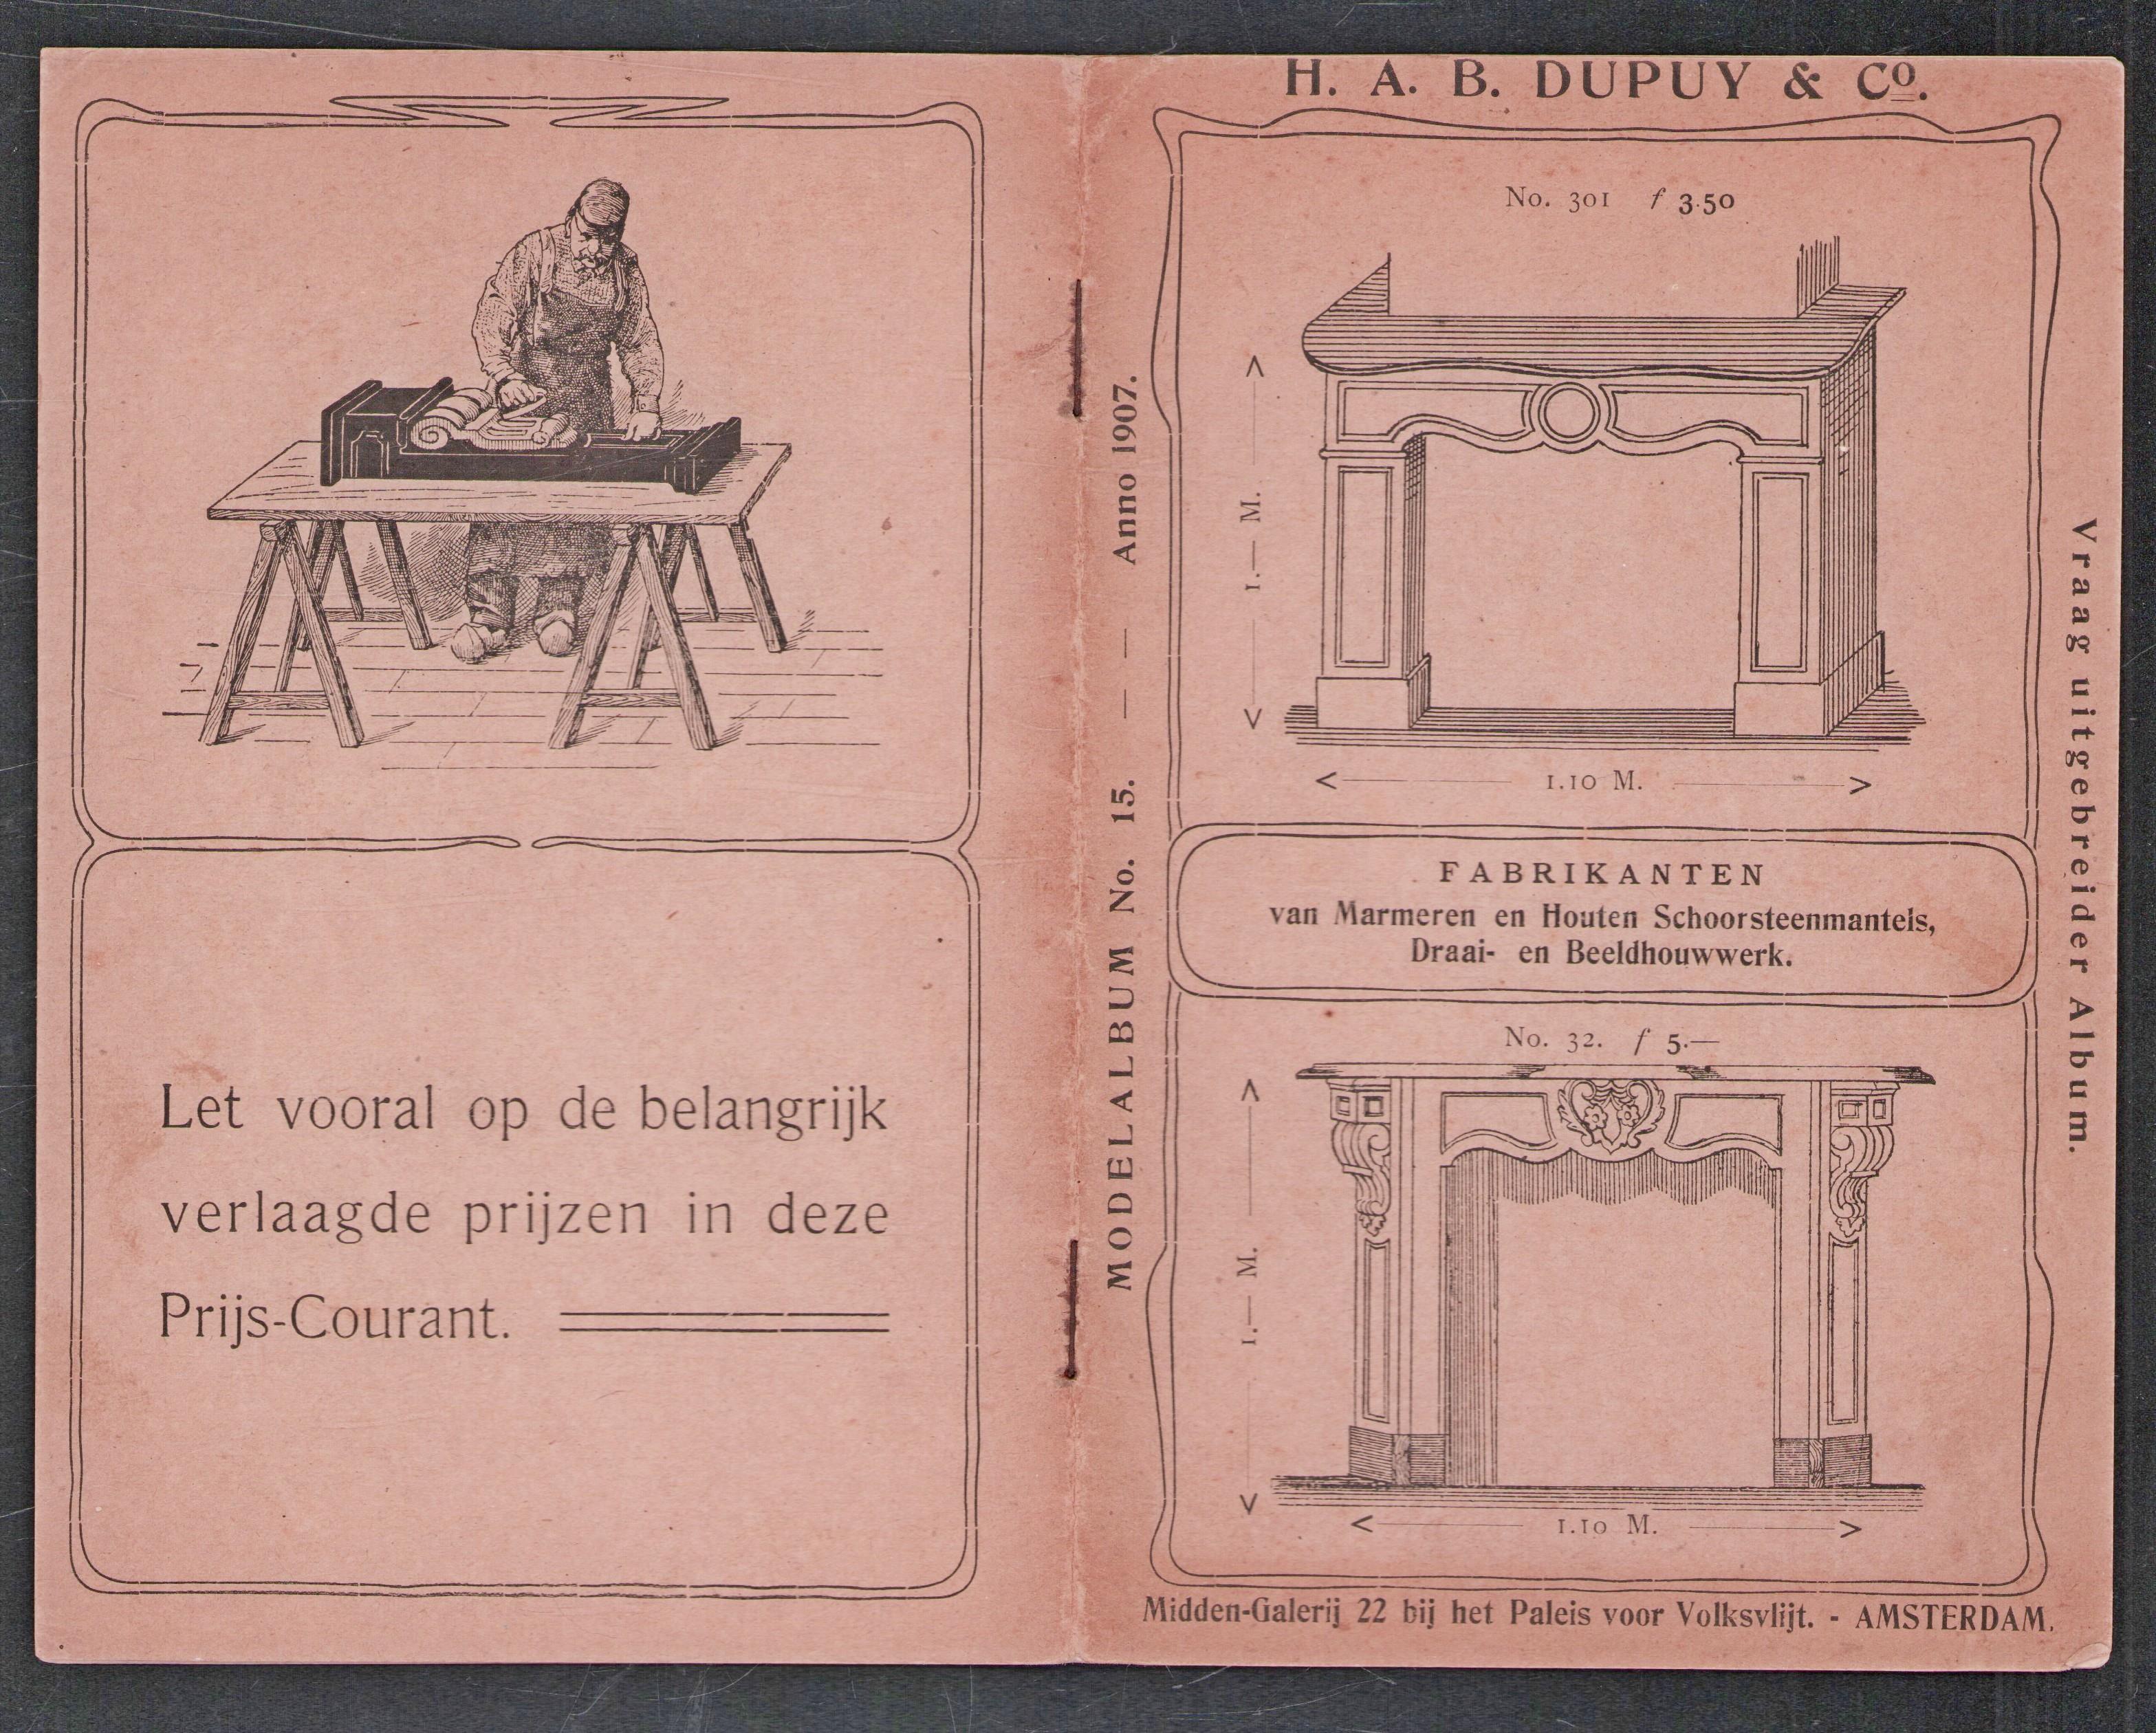 Let vooral op de belangrijk
verlaagde prijzen in deze
Prijs-Courant.
MODELALBUM No. 15. — — Anno 1907.
H. A. B. DUPUY & Co.
No. 301 f 3.50
1.— M.
1.10 M.
FABRIKANTEN
van Marmeren en Houten Schoorsteenmantels,
Draai- en Beeldhouwwerk.
No. 32. f 5.—
1.— M.
1.10 M.
Midden-Galerij 22 bij het Paleis voor Volksvlijt. - AMSTERDAM.
Vraag uitgebreider Album.